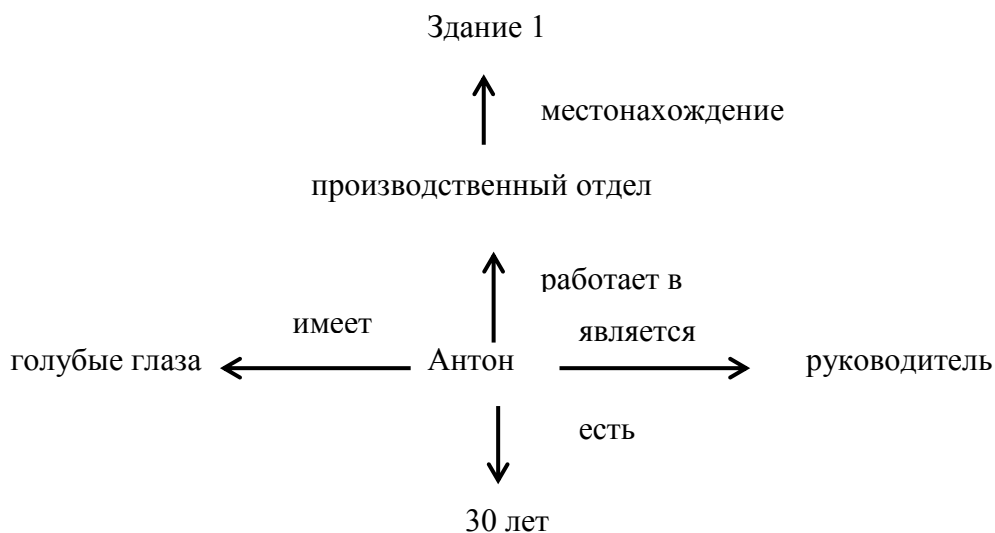 Здание 1
местонахождение
производственный отдел
работает в
имеет
является
голубые глаза
Антон
руководитель
есть
30 лет